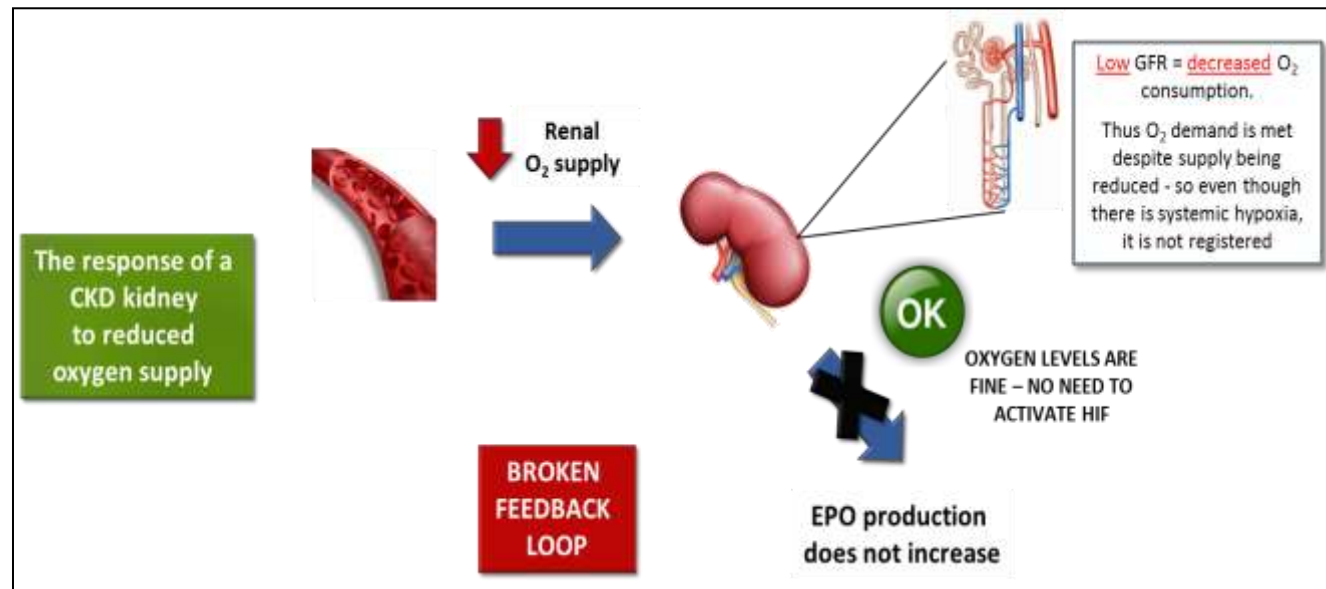 The response of a
CKD kidney
to reduced
oxygen supply
Renal
O₂ supply
Low GFR = decreased O₂
consumption.
Thus O₂ demand is met
despite supply being
reduced - so even though
there is systemic hypoxia,
it is not registered
OK
OXYGEN LEVELS ARE
FINE – NO NEED TO
ACTIVATE HIF
BROKEN
FEEDBACK
LOOP
EPO production
does not increase